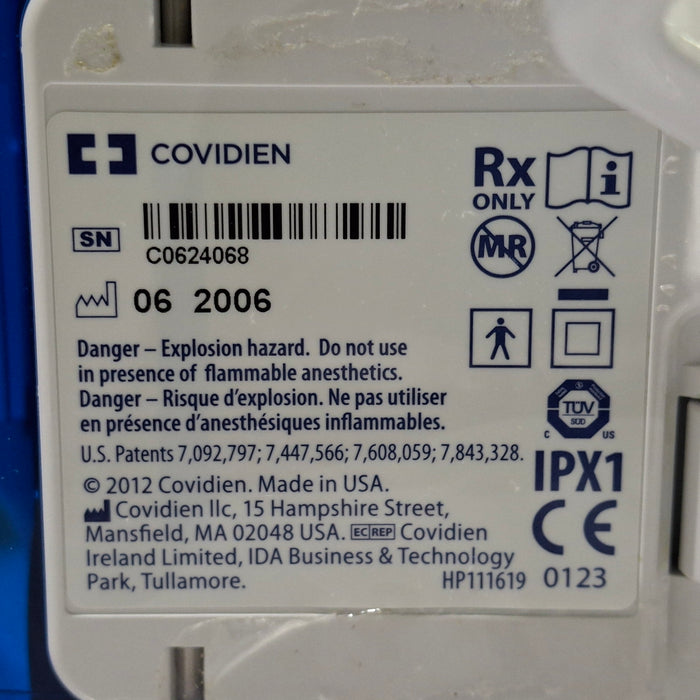 COVIDIEN
Rx
ONLY
i
SN
C0624068
MR
06 2006
Danger – Explosion hazard. Do not use
in presence of flammable anesthetics.
Danger – Risque d'explosion. Ne pas utiliser
en présence d'anesthésiques inflammables.
U.S. Patents 7,092,797; 7,447,566; 7,608,059; 7,843,328.
© 2012 Covidien. Made in USA.
Covidien llc, 15 Hampshire Street,
Mansfield, MA 02048 USA. EC REP Covidien
Ireland Limited, IDA Business & Technology
Park, Tullamore.
HP111619
TÜV
SÜD
C US
IPX1
CE
0123